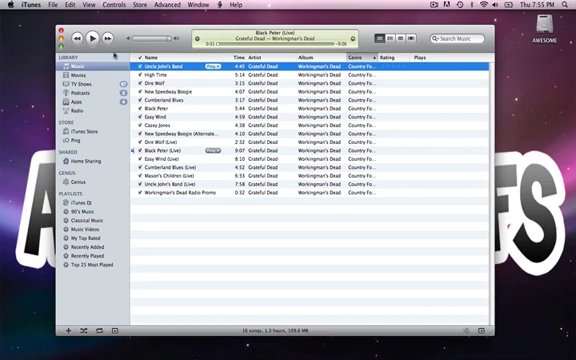 iTunes File Edit View Controls Store Advanced Window Help Thu 7:55 PM
AWESOME
Black Peter (Live)
Grateful Dead — Workingman's Dead
0:01 -9:06
Search Music
LIBRARY
Music
Movies
TV Shows
Podcasts
Apps
Radio
STORE
iTunes Store
Ping
SHARED
Home Sharing
GENIUS
Genius
PLAYLISTS
iTunes DJ
90's Music
Classical Music
Music Videos
My Top Rated
Recently Added
Recently Played
Top 25 Most Played
Name Time Artist Album Genre Rating Plays
Uncle John's Band 4:45 Grateful Dead Workingman's Dead Country Fo...
High Time 5:14 Grateful Dead Workingman's Dead Country Fo...
Dire Wolf 3:14 Grateful Dead Workingman's Dead Country Fo...
New Speedway Boogie Grateful Dead Workingman's Dead Country Fo...
Cumberland Blues 3:17 Grateful Dead Workingman's Dead Country Fo...
Black Peter Grateful Dead Workingman's Dead Country Fo...
Easy Wind 4:59 Grateful Dead Workingman's Dead Country Fo...
Casey Jones 4:28 Grateful Dead Workingman's Dead Country Fo...
New Speedway Boogie (Alternate... Grateful Dead Workingman's Dead Country Fo...
Dire Wolf (Live) Grateful Dead Workingman's Dead Country Fo...
Black Peter (Live) 9:07 Grateful Dead Workingman's Dead Country Fo...
Easy Wind (Live) 8:10 Grateful Dead Workingman's Dead Country Fo...
Cumberland Blues (Live) 4:52 Grateful Dead Workingman's Dead Country Fo...
Mason's Children (Live) 6:32 Grateful Dead Workingman's Dead Country Fo...
Uncle John's Band (Live) 7:58 Grateful Dead Workingman's Dead Country Fo...
Workingman's Dead Radio Promo 0:32 Grateful Dead Workingman's Dead Country Fo...
16 songs, 1.3 hours, 109.6 MB